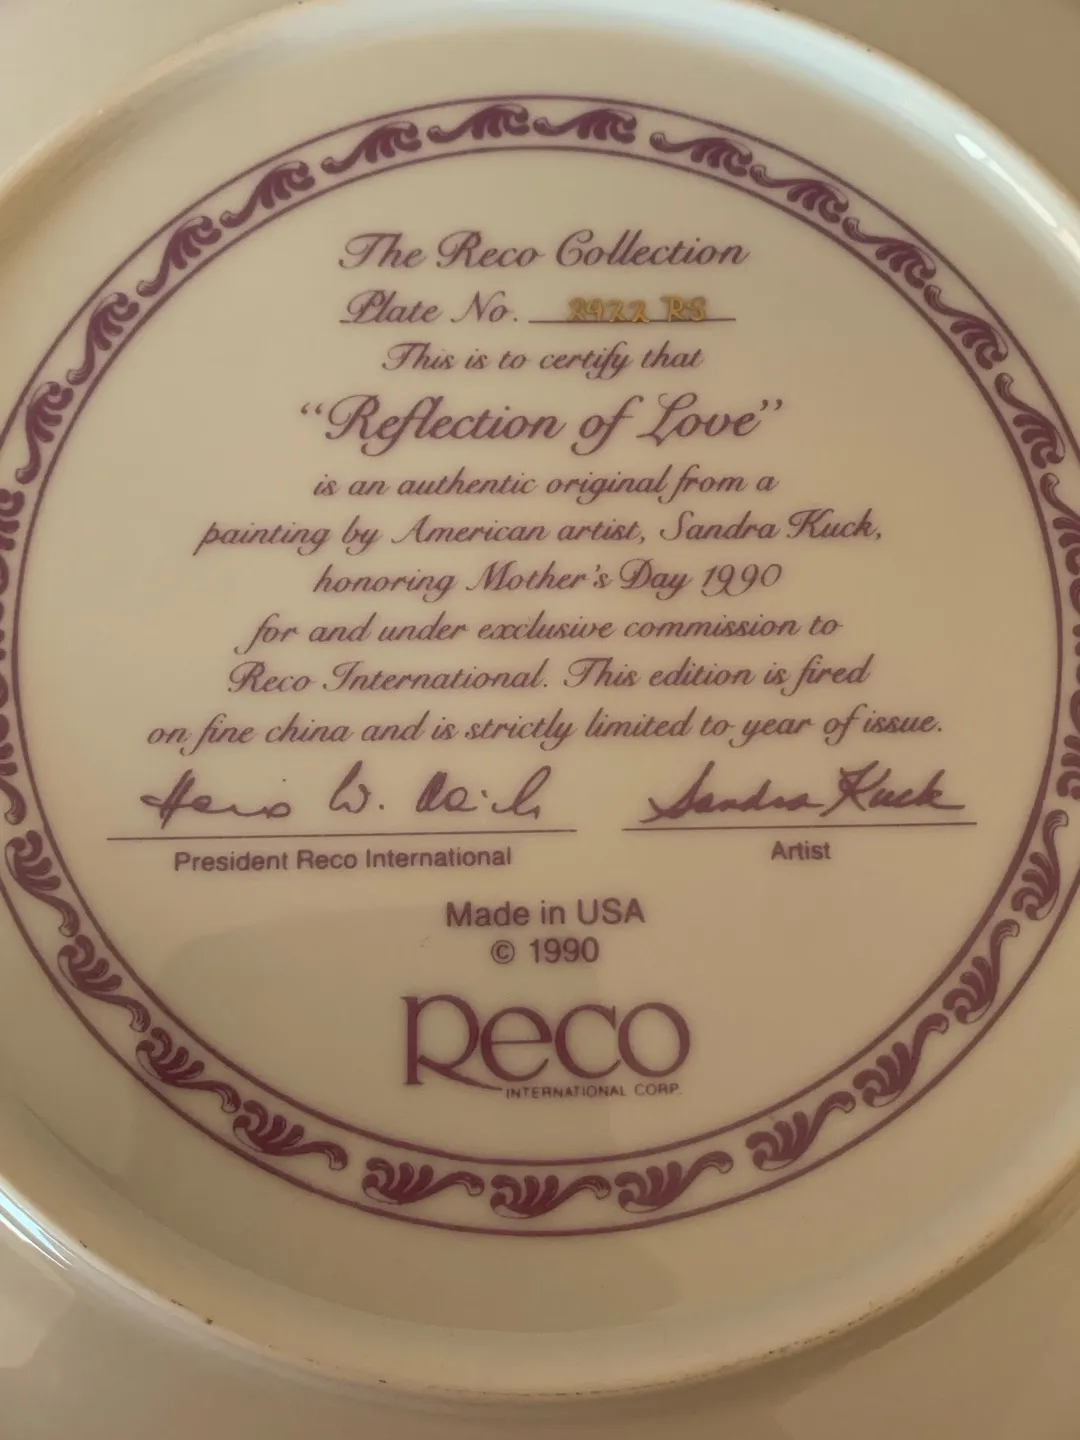 The Reco Collection
Plate No. 2922 RS
This is to certify that
“Reflection of Love”
is an authentic original from a
painting by American artist, Sandra Kuck,
honoring Mother's Day 1990
for and under exclusive commission to
Reco International. This edition is fired
on fine china and is strictly limited to year of issue.
Sandra Kuck
President Reco International
Artist
Made in USA
© 1990
Reco
INTERNATIONAL CORP.